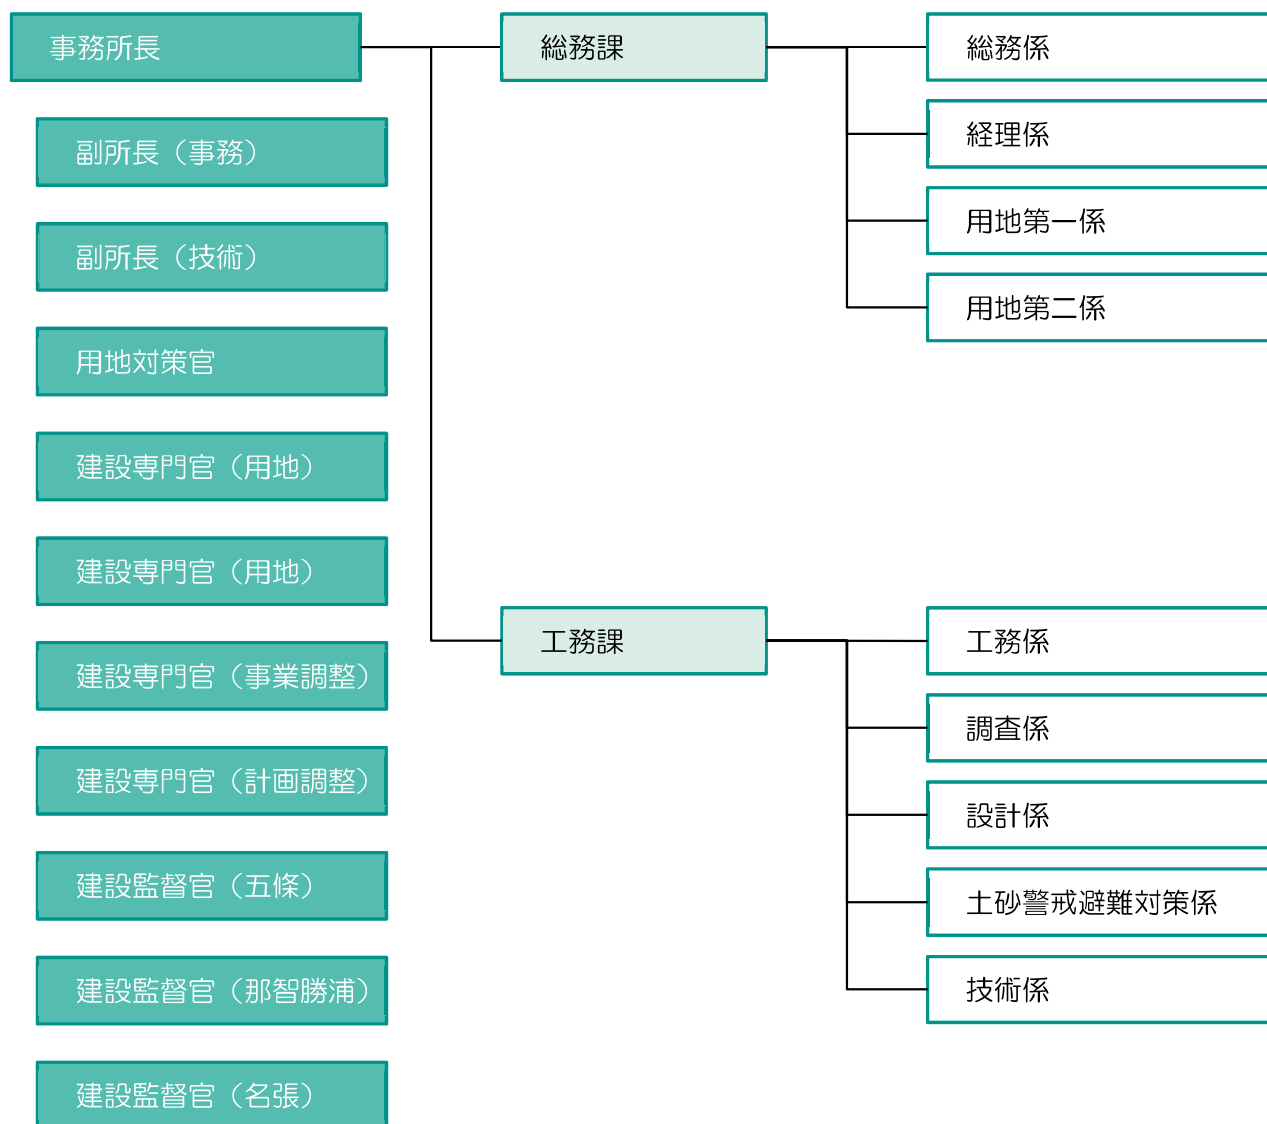 事務所長
副所長（事務）
副所長（技術）
用地対策官
建設専門官（用地）
建設専門官（用地）
建設専門官（事業調整）
建設専門官（計画調整）
建設監督官（五條）
建設監督官（那智勝浦）
建設監督官（名張）
総務課
総務係
経理係
用地第一係
用地第二係
工務課
工務係
調査係
設計係
土砂警戒避難対策係
技術係